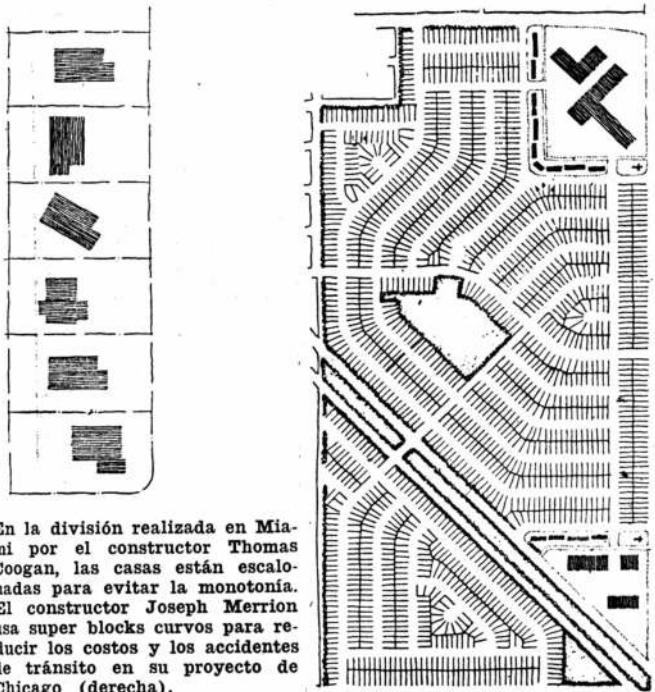 En la división realizada en Mia-
mi por el constructor Thomas
Coogan, las casas están escalo-
nadas para evitar la monotonía.
El constructor Joseph Merrion
usa super blocks curvos para re-
ducir los costos y los accidentes
de tránsito en su proyecto de
Chicago (derecha).